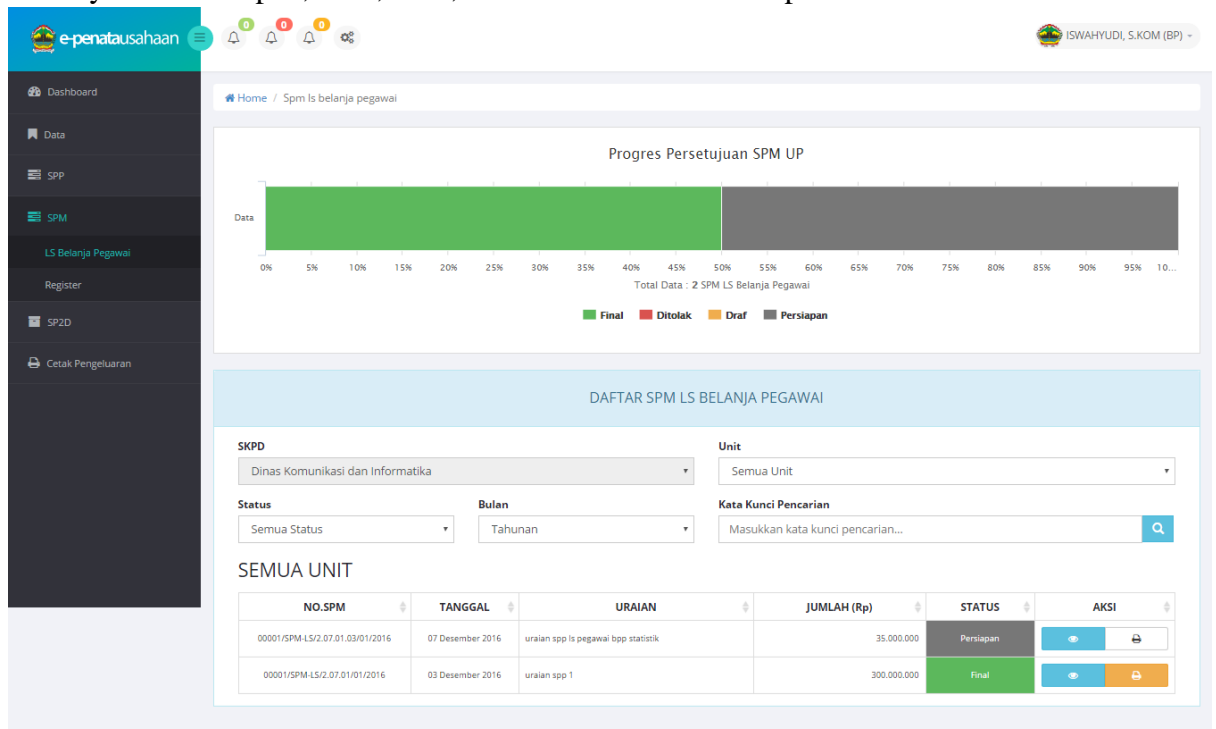 e-penatausahaan
0 0 0
ISWAHYUDI, S.KOM (BP)
Dashboard
Data
SPP
SPM
LS Belanja Pegawai
Register
SP2D
Cetak Pengeluaran
Home / Spm ls belanja pegawai
Progres Persetujuan SPM UP
Data
0% 5% 10% 15% 20% 25% 30% 35% 40% 45% 50% 55% 60% 65% 70% 75% 80% 85% 90% 95% 10...
Total Data : 2 SPM LS Belanja Pegawai
Final Ditolak Draf Persiapan
DAFTAR SPM LS BELANJA PEGAWAI
SKPD Unit
Dinas Komunikasi dan Informatika Semua Unit
Status Bulan Kata Kunci Pencarian
Semua Status Tahunan Masukkan kata kunci pencarian...
SEMUA UNIT
NO.SPM TANGGAL URAIAN JUMLAH (Rp) STATUS AKSI
00001/SPM-LS/2.07.01.03/01/2016 07 Desember 2016 uraian spp ls pegawai bpp statistik 35.000.000 Persiapan
00001/SPM-LS/2.07.01/01/2016 03 Desember 2016 uraian spp 1 300.000.000 Final